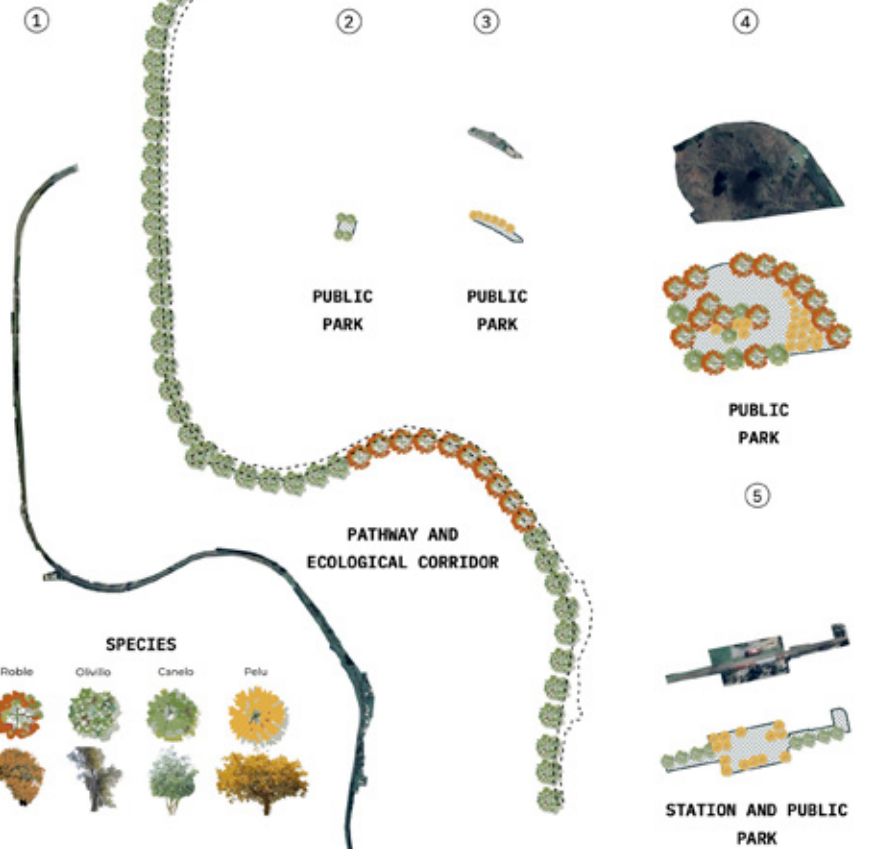 1
2
3
4
PUBLIC
PARK
PUBLIC
PARK
PUBLIC
PARK
5
PATHWAY AND
ECOLOGICAL CORRIDOR
SPECIES
Roble
Olivillo
Canelo
Pelu
STATION AND PUBLIC
PARK